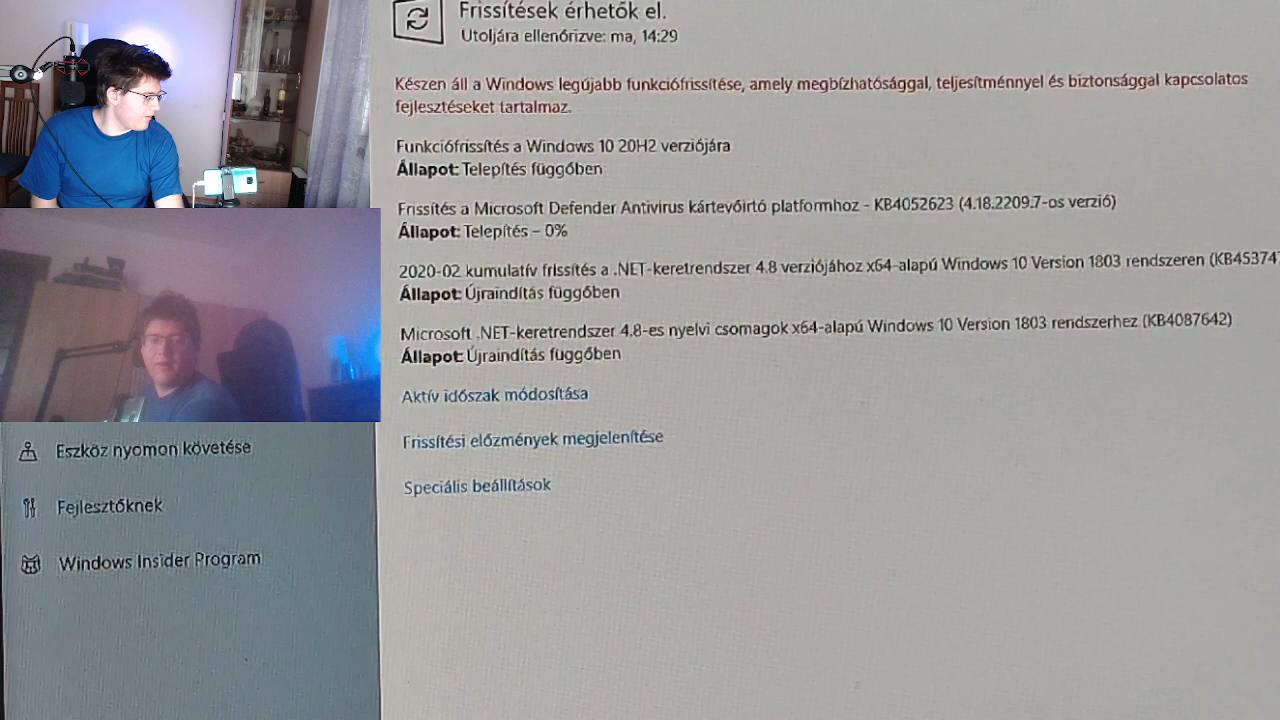 Frissítések érhetők el.
Utoljára ellenőrizve: ma, 14:29
Készen áll a Windows legújabb funkciófrissítése, amely megbízhatósággal, teljesítménnyel és biztonsággal kapcsolatos
fejlesztéseket tartalmaz.
Funkciófrissítés a Windows 10 20H2 verziójára
Állapot: Telepítés függőben
Frissítés a Microsoft Defender Antivirus kártevőirtó platformhoz - KB4052623 (4.18.2209.7-os verzió)
Állapot: Telepítés – 0%
2020-02 kumulatív frissítés a .NET-keretrendszer 4.8 verziójához x64-alapú Windows 10 Version 1803 rendszeren
Állapot: Újraindítás függőben
Microsoft .NET-keretrendszer 4.8-es nyelvi csomagok x64-alapú Windows 10 Version 1803 rendszerhez (KB4087642)
Állapot: Újraindítás függőben
Aktív időszak módosítása
Frissítési előzmények megjelenítése
Speciális beállítások
Eszköz nyomon követése
Fejlesztőknek
Windows Insider Program